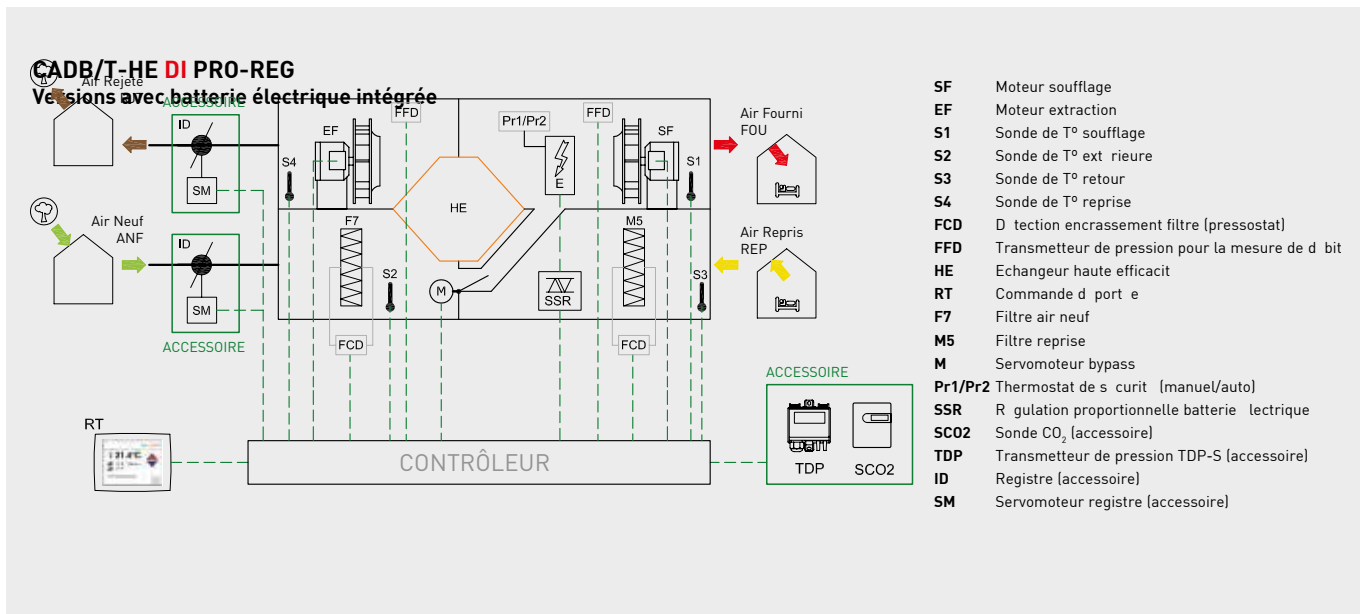 CADB/T-HE DI PRO-REG
Versions avec batterie électrique intégrée
Air Rejeté
ACCESSOIRE
ID
SM
Air Neuf
ANF
ID
SM
ACCESSOIRE
S4
EF
FFD
Pr1/Pr2
E
FFD
SF
S1
HE
F7
S2
M
SSR
M5
S3
FCD
FCD
Air Fourni
FOU
Air Repris
REP
RT
21.4°C
CONTRÔLEUR
ACCESSOIRE
TDP
SCO2
SF Moteur soufflage
EF Moteur extraction
S1 Sonde de Tº soufflage
S2 Sonde de Tº ext rieure
S3 Sonde de Tº retour
S4 Sonde de Tº reprise
FCD D tection encrassement filtre (pressostat)
FFD Transmetteur de pression pour la mesure de d bit
HE Echangeur haute efficacit
RT Commande d port e
F7 Filtre air neuf
M5 Filtre reprise
M Servomoteur bypass
Pr1/Pr2 Thermostat de s curit (manuel/auto)
SSR R gulation proportionnelle batterie lectrique
SCO2 Sonde CO₂ (accessoire)
TDP Transmetteur de pression TDP-S (accessoire)
ID Registre (accessoire)
SM Servomoteur registre (accessoire)